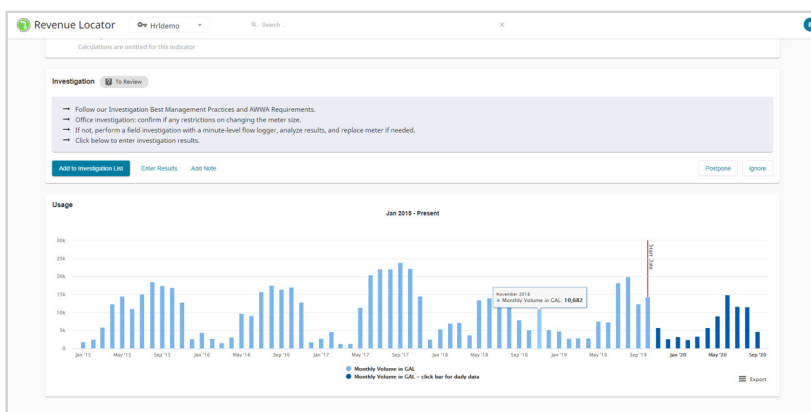 Revenue Locator
Hrldemo
Search ...
Calculations are omitted for this indicator
Investigation
To Review
→ Follow our Investigation Best Management Practices and AWWA Requirements.
→ Office investigation: confirm if any restrictions on changing the meter size.
→ If not, perform a field investigation with a minute-level flow logger, analyze results, and replace meter if needed.
→ Click below to enter investigation results.
Add to Investigation List
Enter Results
Add Note
Postpone
Ignore
Usage
Jan 2015 - Present
30k
25k
20k
15k
10k
5k
0
Start Date
November 2018
Monthly Volume in GAL: 10,682
Jan '15 May '15 Sep '15 Jan '16 May '16 Sep '16 Jan '17 May '17 Sep '17 Jan '18 May '18 Sep '18 Jan '19 May '19 Sep '19 Jan '20 May '20 Sep '20
Monthly Volume in GAL
Monthly Volume in GAL – click bar for daily data
Export